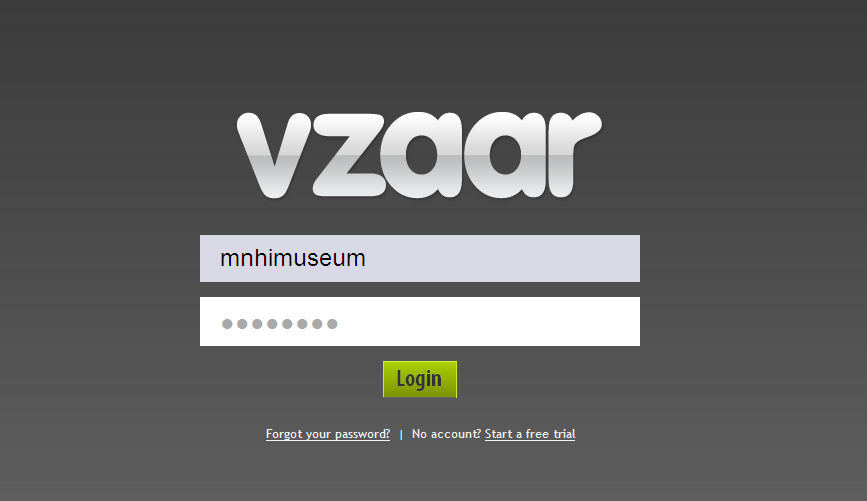 vzaar
mnhimuseum
••••••••
Login
Forgot your password? | No account? Start a free trial